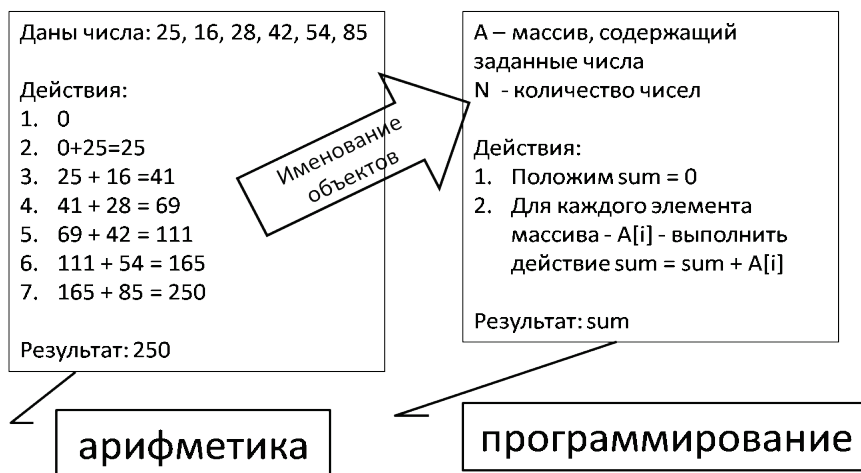 Даны числа: 25, 16, 28, 42, 54, 85
Действия:
1. 0
2. 0+25=25
3. 25 + 16 =41
4. 41 + 28 = 69
5. 69 + 42 = 111
6. 111 + 54 = 165
7. 165 + 85 = 250
Результат: 250
арифметика
Именование
объектов
A – массив, содержащий
заданные числа
N - количество чисел
Действия:
1. Положим sum = 0
2. Для каждого элемента
массива - A[i] - выполнить
действие sum = sum + A[i]
Результат: sum
программирование